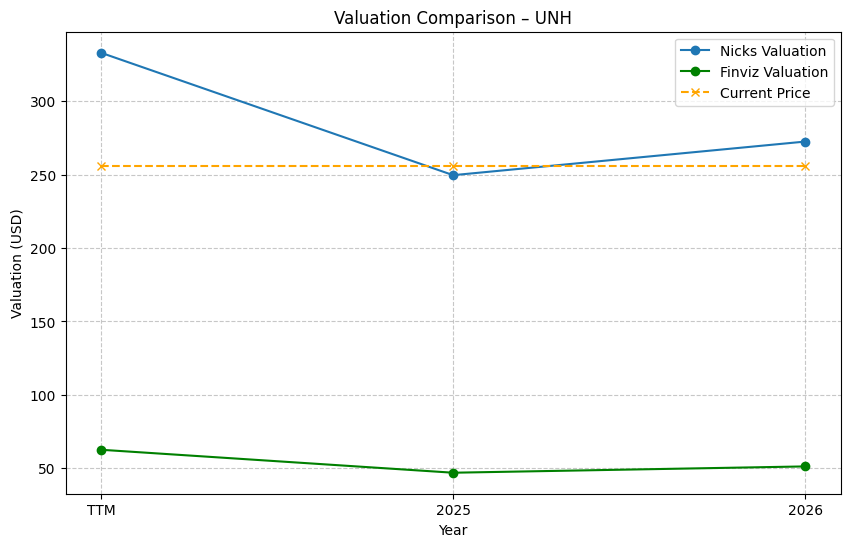 Valuation Comparison – UNH
Nicks Valuation
Finviz Valuation
Current Price
Valuation (USD)
300
250
200
150
100
50
TTM
2025
2026
Year